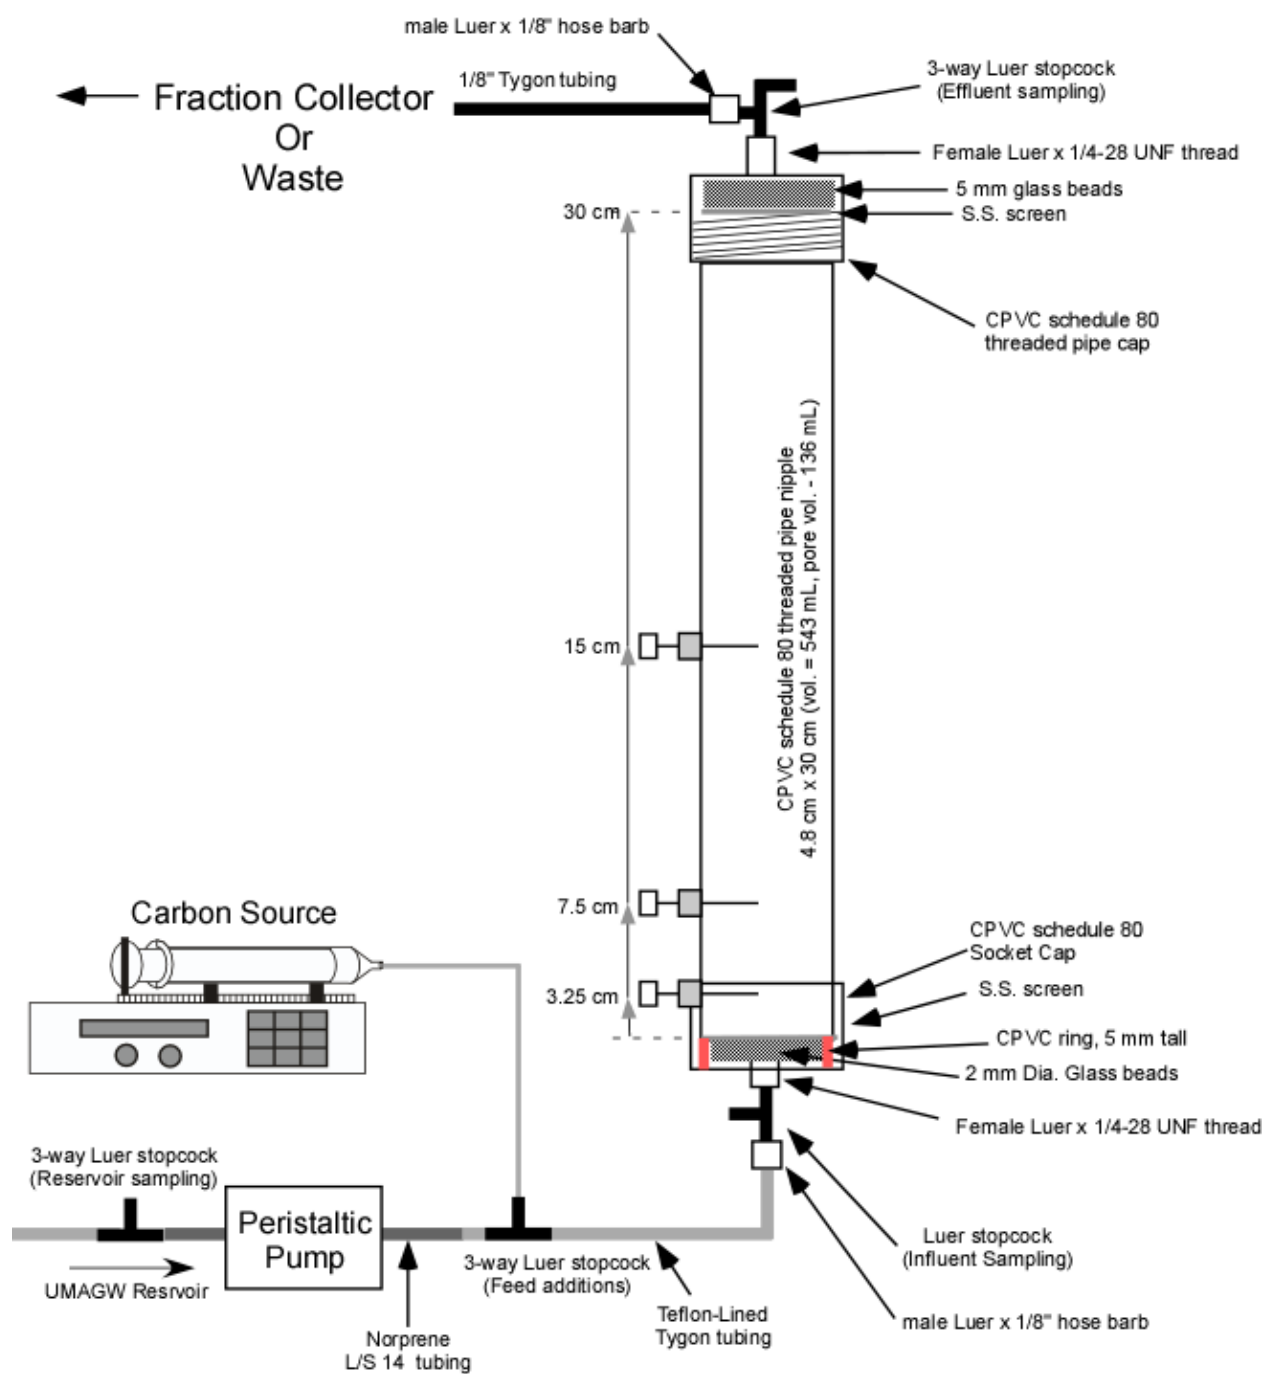 male Luer x 1/8" hose barb
1/8" Tygon tubing
3-way Luer stopcock
(Effluent sampling)
Fraction Collector
Or
Waste
Female Luer x 1/4-28 UNF thread
5 mm glass beads
S.S. screen
30 cm
CPVC schedule 80
threaded pipe cap
CPVC schedule 80 threaded pipe nipple
4.8 cm x 30 cm (vol. = 543 mL, pore vol. - 136 mL)
15 cm
7.5 cm
3.25 cm
Carbon Source
CPVC schedule 80
Socket Cap
S.S. screen
CPVC ring, 5 mm tall
2 mm Dia. Glass beads
Female Luer x 1/4-28 UNF thread
3-way Luer stopcock
(Reservoir sampling)
Peristaltic
Pump
UMAGW Resrvoir
3-way Luer stopcock
(Feed additions)
Luer stopcock
(Influent Sampling)
Norprene
L/S 14 tubing
Teflon-Lined
Tygon tubing
male Luer x 1/8" hose barb